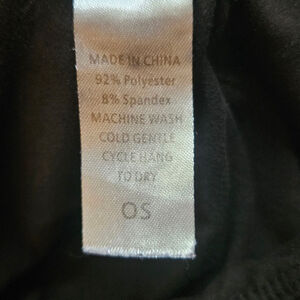 MADE IN CHINA
92% Polyester
8% Spandex
MACHINE WASH
COLD GENTLE
CYCLE HANG
TO DRY
OS